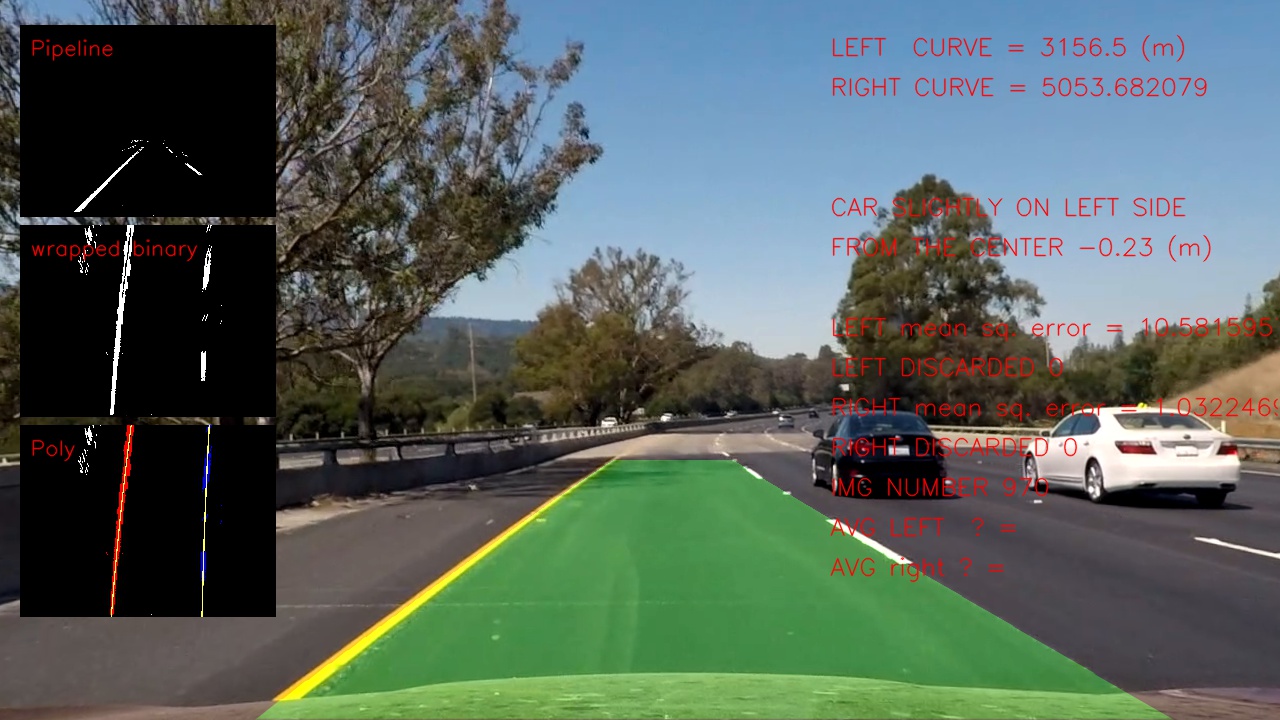 Pipeline
wrapped binary
Poly
LEFT CURVE = 3156.5 (m)
RIGHT CURVE = 5053.682079
CAR SLIGHTLY ON LEFT SIDE
FROM THE CENTER -0.23 (m)
LEFT mean sq. error = 10.581595
LEFT DISCARDED 0
RIGHT mean sq. error = 1.032246
RIGHT DISCARDED 0
IMG NUMBER 970
AVG LEFT ? =
AVG right ? =